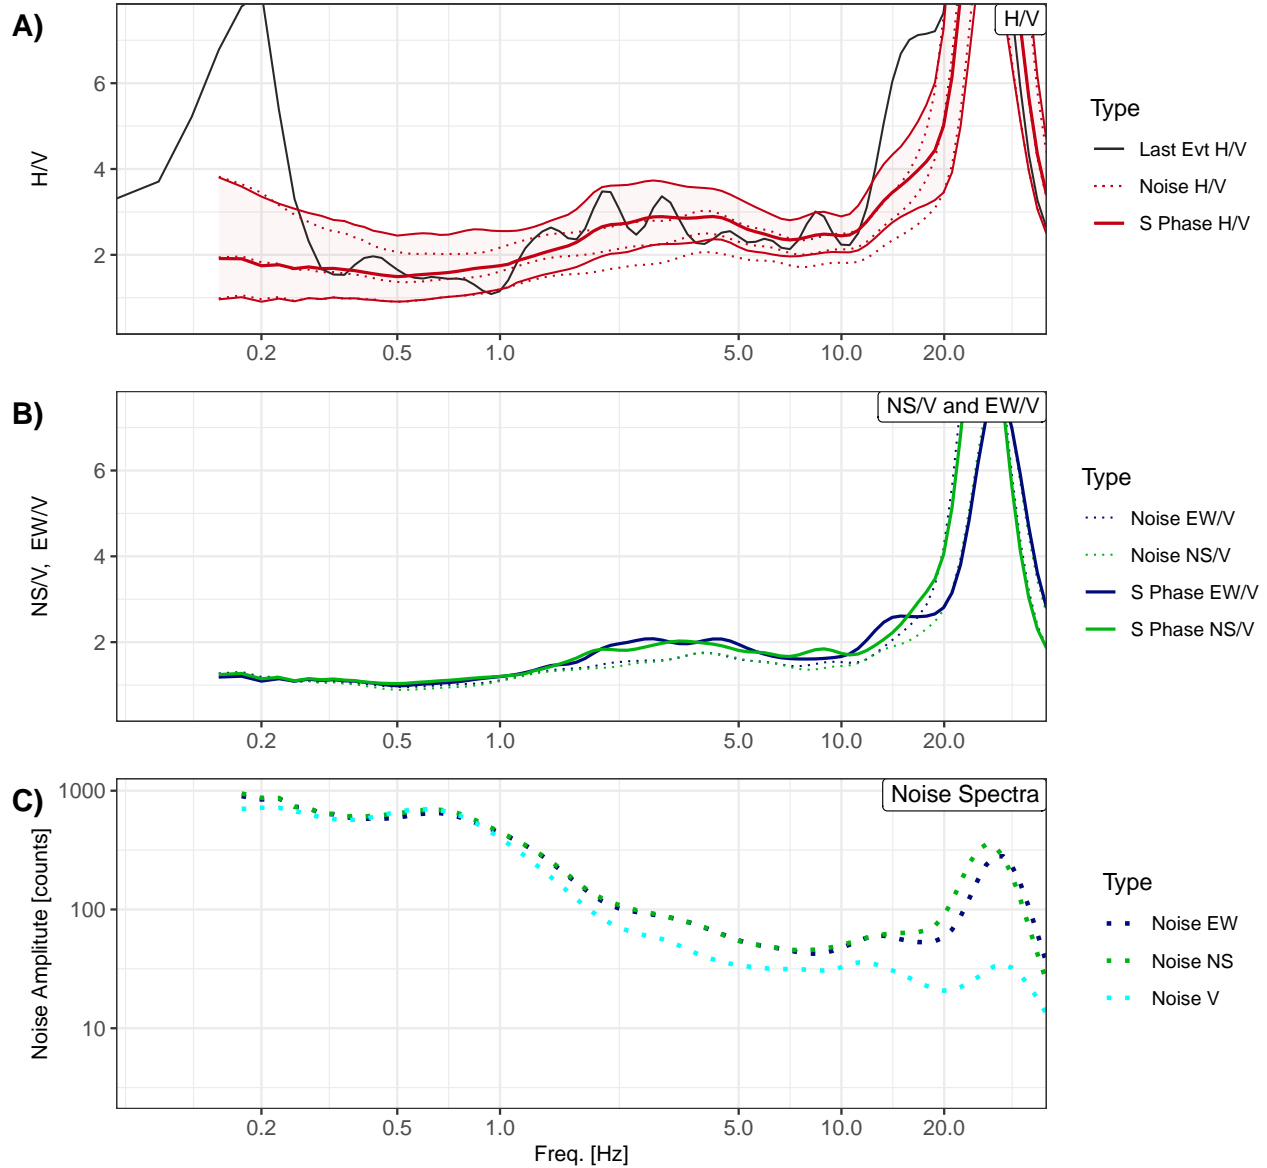 A)
H/V
H/V
6
4
2
0.2 0.5 1.0 5.0 10.0 20.0
Type
Last Evt H/V
Noise H/V
S Phase H/V
B)
NS/V and EW/V
NS/V, EW/V
6
4
2
0.2 0.5 1.0 5.0 10.0 20.0
Type
Noise EW/V
Noise NS/V
S Phase EW/V
S Phase NS/V
C)
Noise Spectra
Noise Amplitude [counts]
1000
100
10
0.2 0.5 1.0 5.0 10.0 20.0
Freq. [Hz]
Type
Noise EW
Noise NS
Noise V